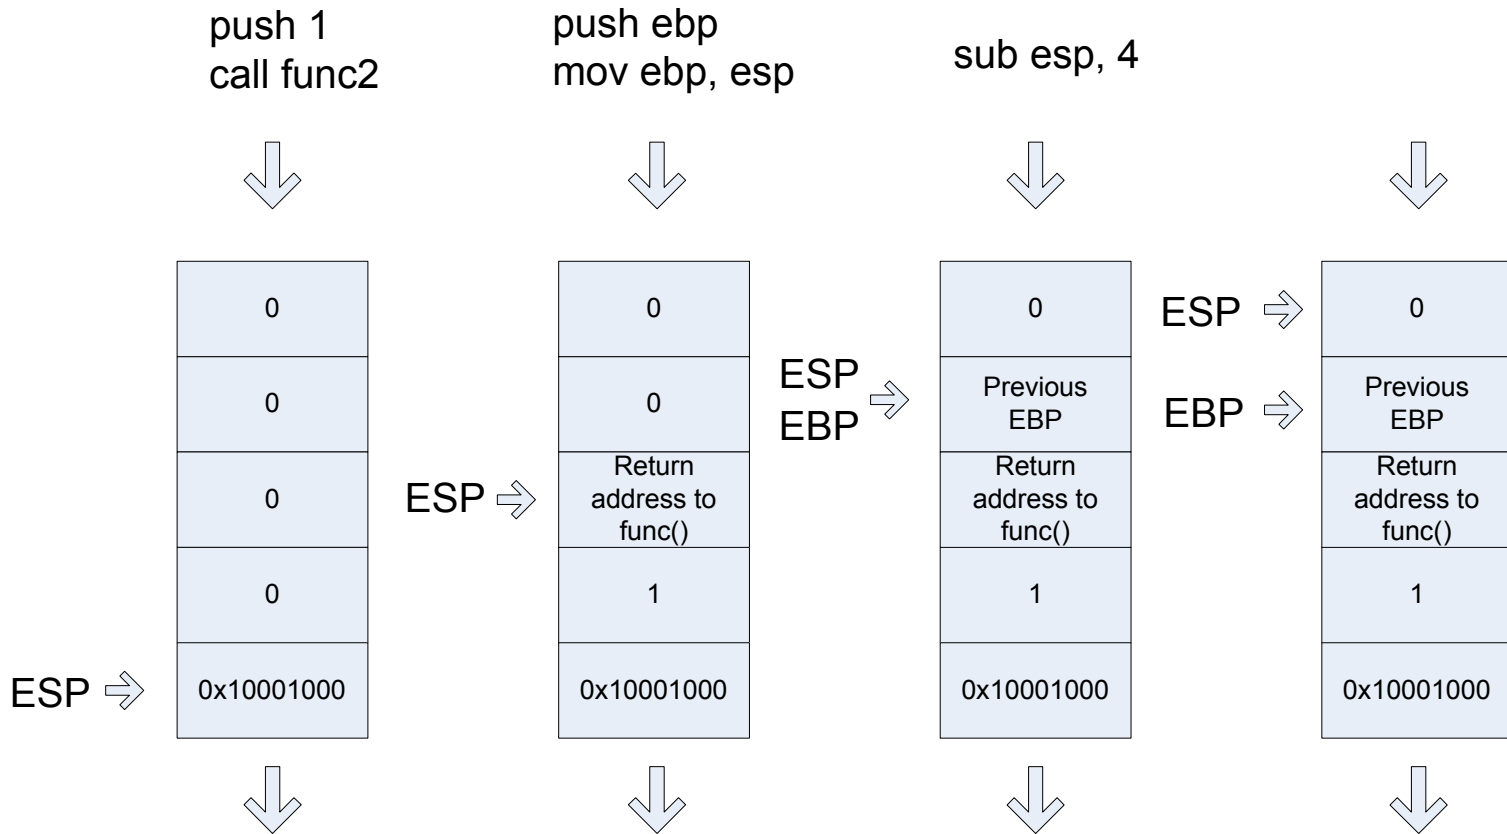 push 1
call func2
push ebp
mov ebp, esp
sub esp, 4
ESP
0
0
0
0
0x10001000
ESP
0
0
Return
address to
func()
1
0x10001000
ESP
EBP
0
Previous
EBP
Return
address to
func()
1
0x10001000
ESP
EBP
0
Previous
EBP
Return
address to
func()
1
0x10001000